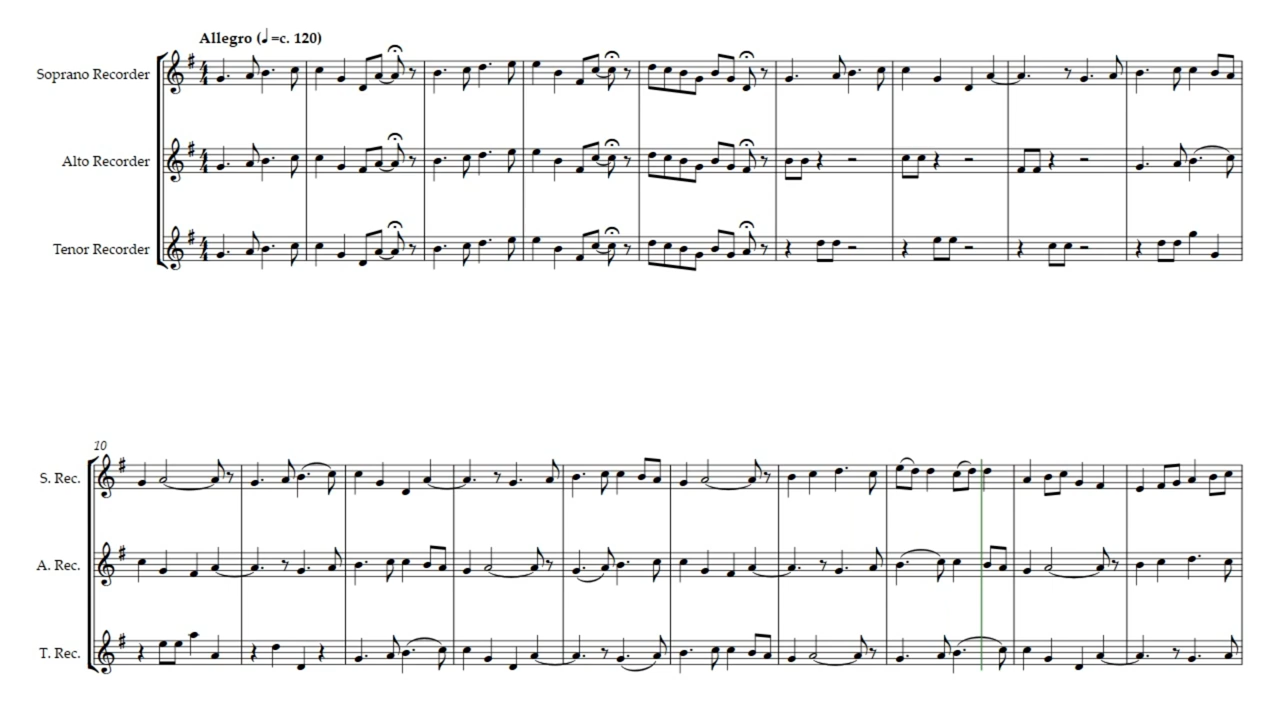 Allegro (♩=c. 120)
Soprano Recorder
Alto Recorder
Tenor Recorder
10
S. Rec.
A. Rec.
T. Rec.